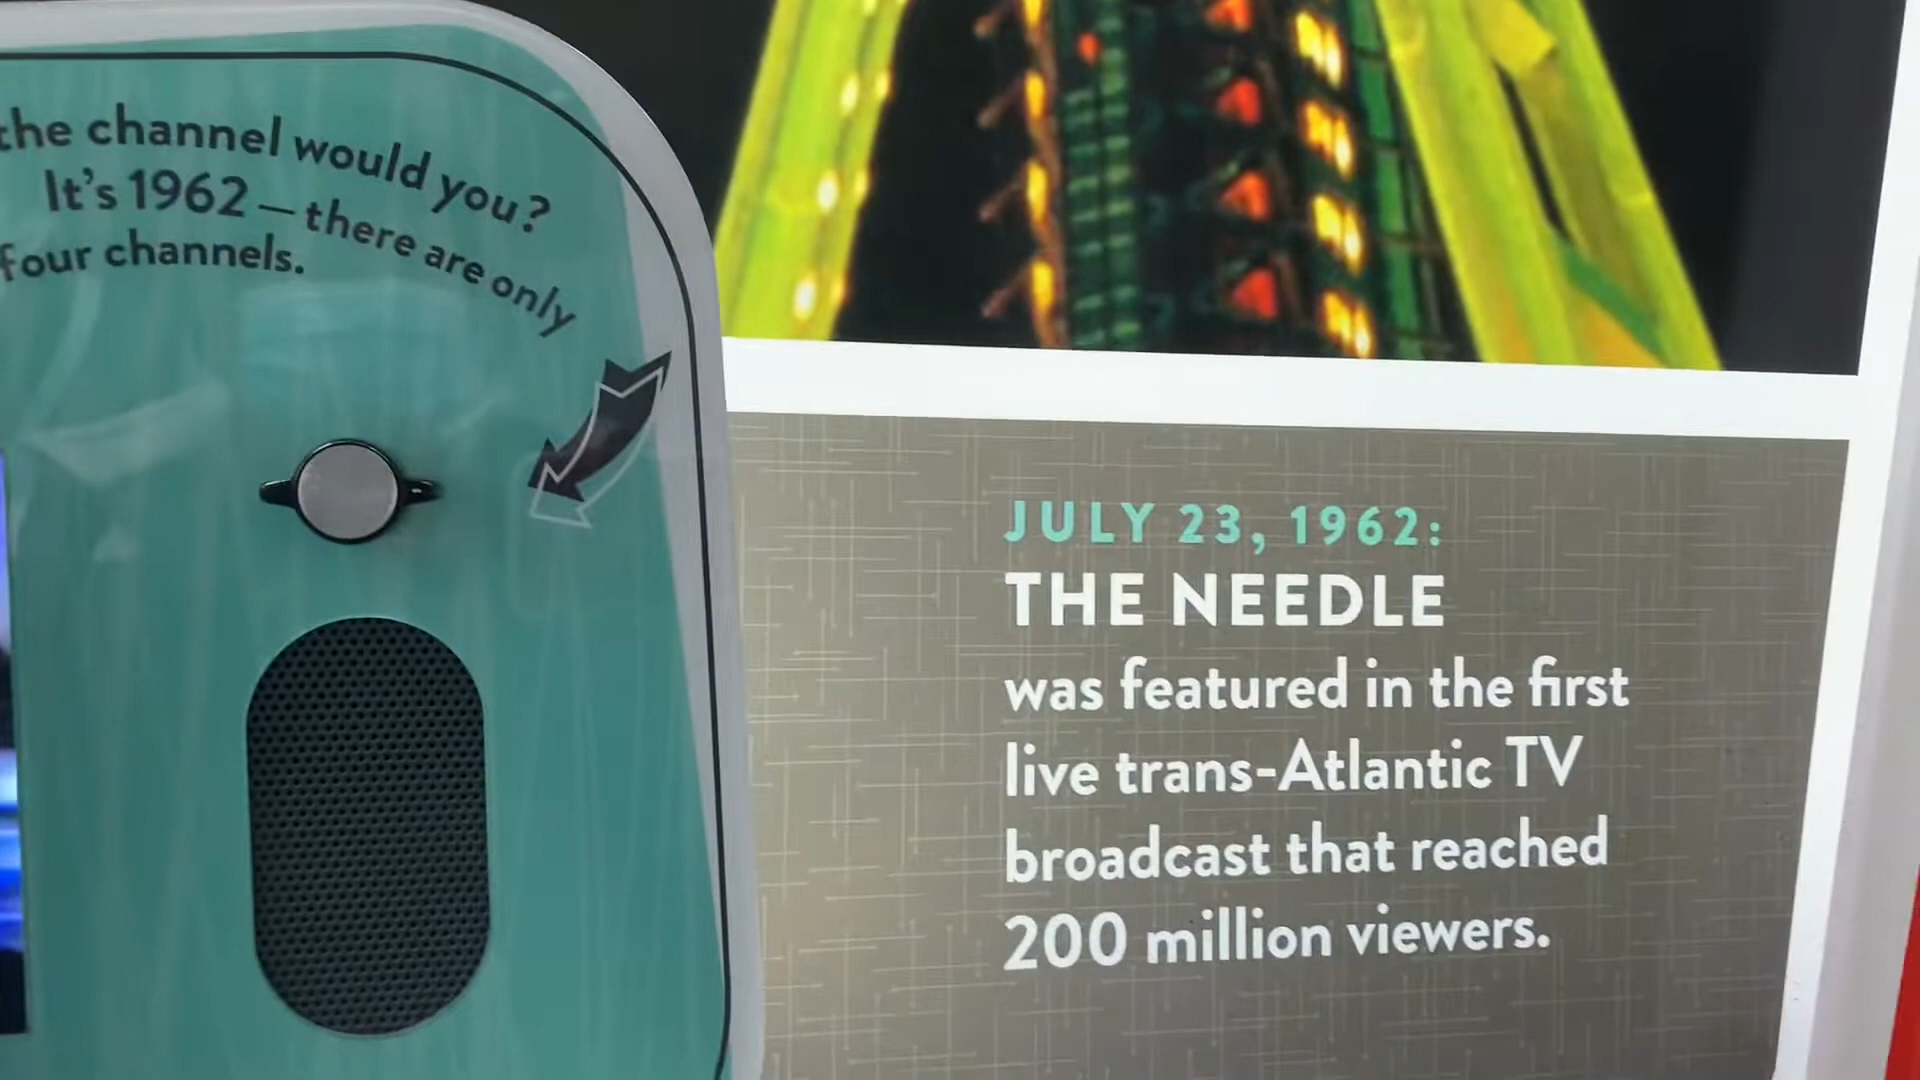 the channel would you?
It's 1962 – there are only
four channels.
JULY 23, 1962:
THE NEEDLE
was featured in the first
live trans-Atlantic TV
broadcast that reached
200 million viewers.